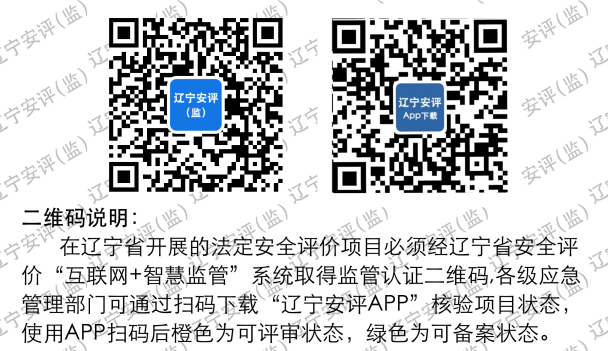 辽宁安评
（监）
辽宁安评
App下载
二维码说明：
在辽宁省开展的法定安全评价项目必须经辽宁省安全评
价“互联网+智慧监管”系统取得监管认证二维码,各级应急
管理部门可通过扫码下载“辽宁安评APP”核验项目状态，
使用APP扫码后橙色为可评审状态，绿色为可备案状态。
辽宁安评(监)